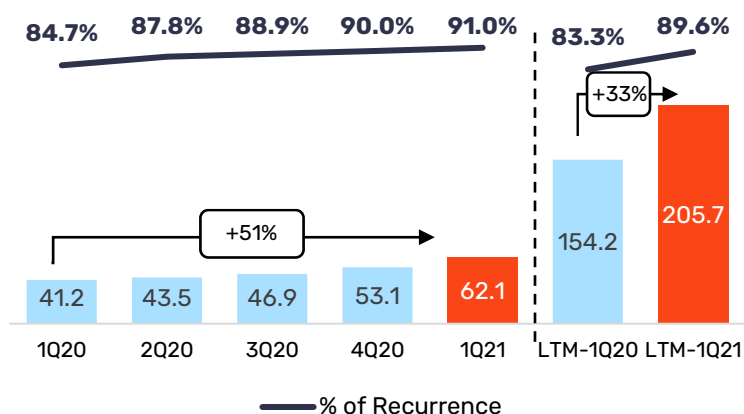 84.7% 87.8% 88.9% 90.0% 91.0% 83.3% 89.6%
+33%
+51%
41.2 43.5 46.9 53.1 62.1 154.2 205.7
1Q20 2Q20 3Q20 4Q20 1Q21 LTM-1Q20 LTM-1Q21
% of Recurrence